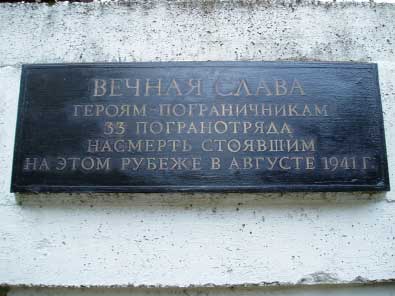 ВЕЧНАЯ СЛАВА
ГЕРОЯМ-ПОГРАНИЧНИКАМ
33 ПОГРАНОТРЯДА
НАСМЕРТЬ СТОЯВШИМ
НА ЭТОМ РУБЕЖЕ В АВГУСТЕ 1941 Г.